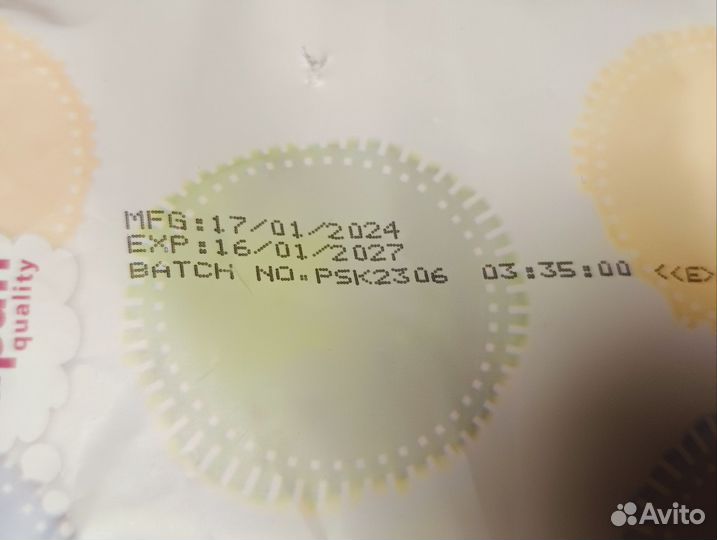 MFG:17/01/2024
EXP:16/01/2027
BATCH NO.PSK2306 03:35:00 <<E>
quality
Avito